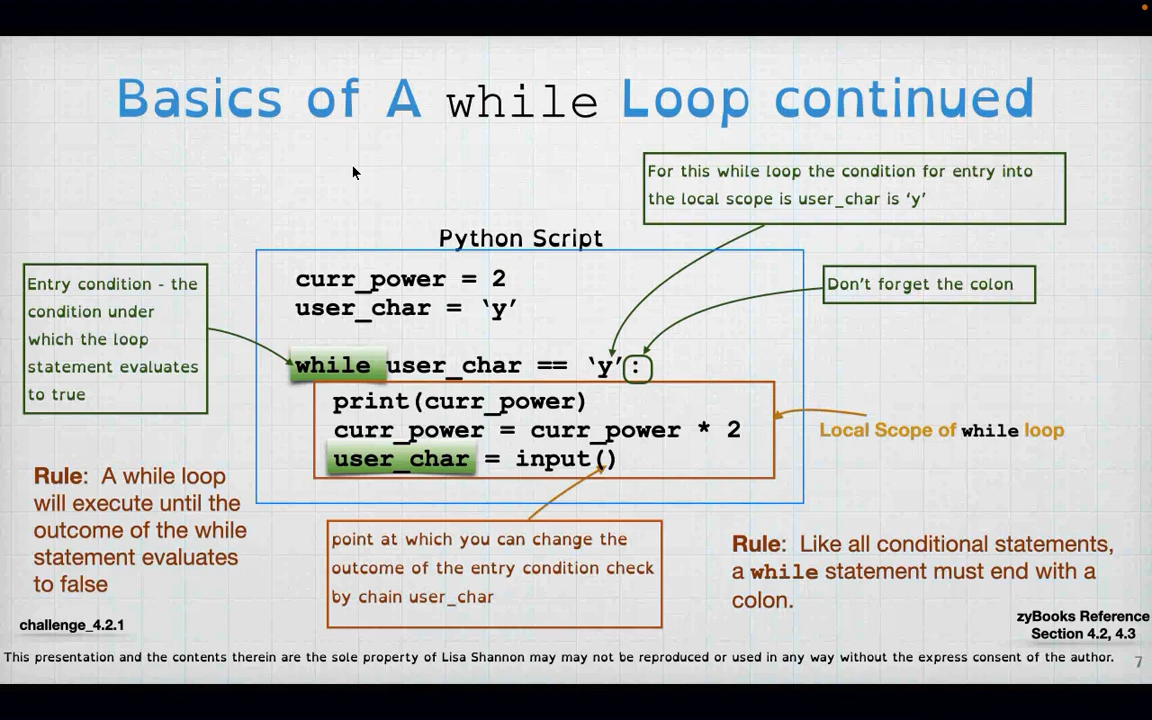 Basics of A while Loop continued
For this while loop the condition for entry into
the local scope is user_char is ‘y’
Python Script
Entry condition - the
condition under
which the loop
statement evaluates
to true
curr_power = 2
user_char = ‘y’
Don't forget the colon
while user_char == ‘y’:
print(curr_power)
curr_power = curr_power * 2
user_char = input()
Local Scope of while loop
Rule: A while loop
will execute until the
outcome of the while
statement evaluates
to false
point at which you can change the
outcome of the entry condition check
by chain user_char
Rule: Like all conditional statements,
a while statement must end with a
colon.
challenge_4.2.1
zyBooks Reference
Section 4.2, 4.3
This presentation and the contents therein are the sole property of Lisa Shannon may may not be reproduced or used in any way without the express consent of the author.
7